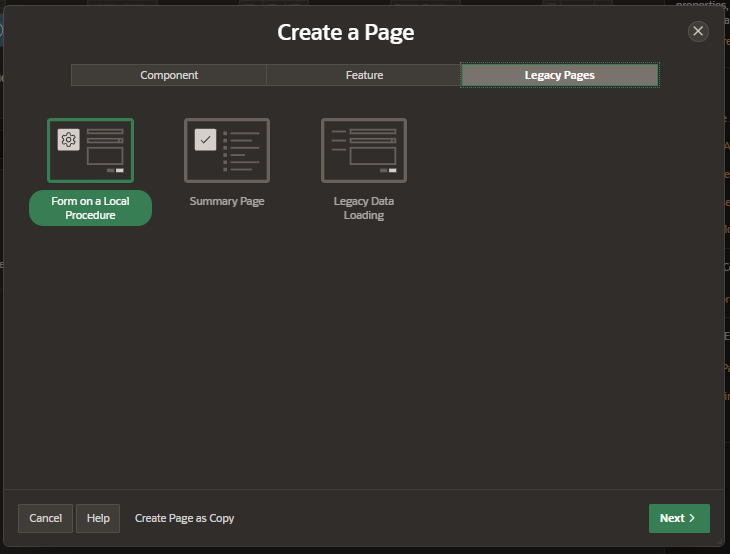 Create a Page
Component
Feature
Legacy Pages
Form on a Local
Procedure
Summary Page
Legacy Data
Loading
Cancel
Help
Create Page as Copy
Next